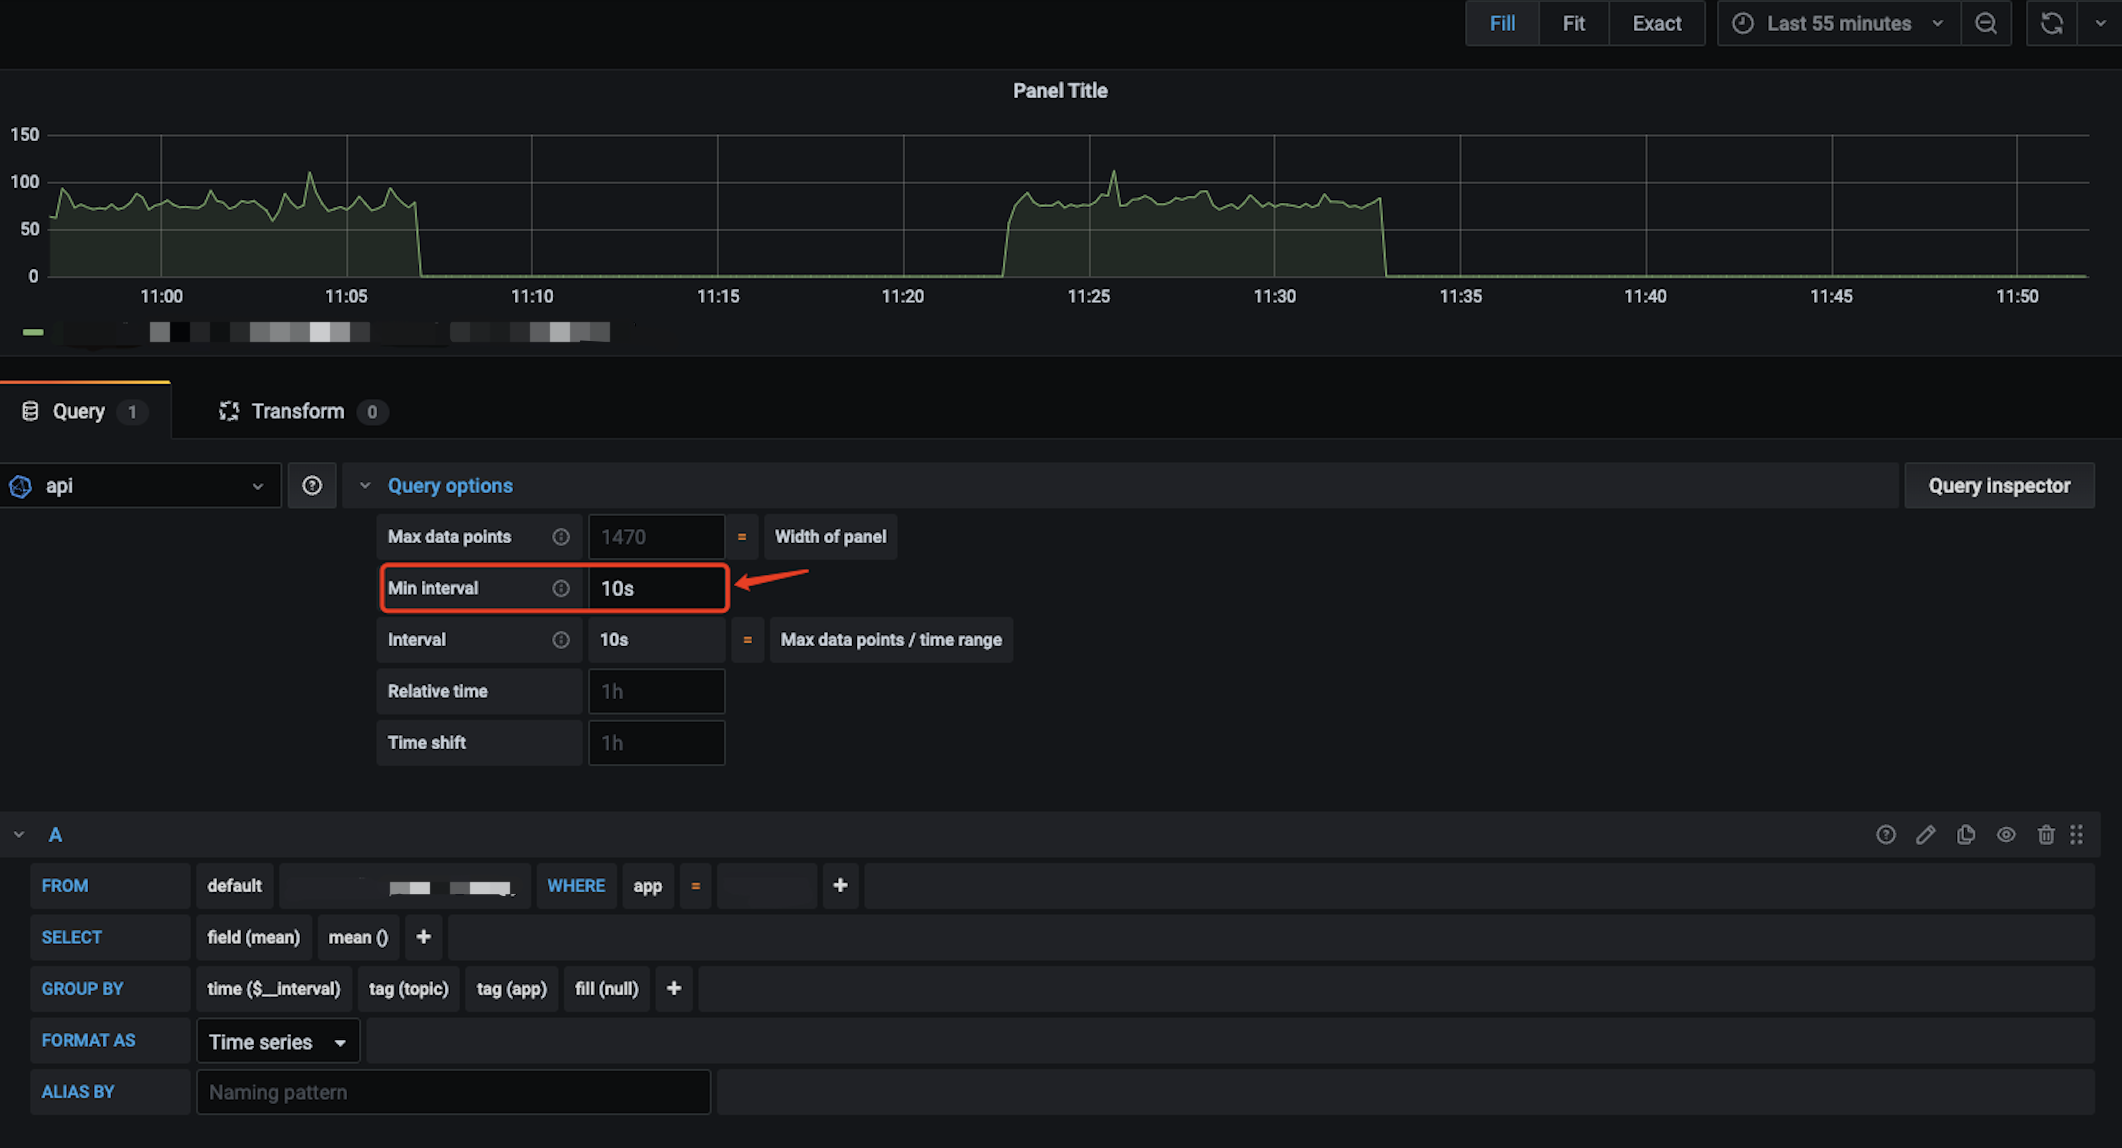 Fill Fit Exact Last 55 minutes
Panel Title
150
100
50
0
11:00 11:05 11:10 11:15 11:20 11:25 11:30 11:35 11:40 11:45 11:50
Query 1 Transform 0
api Query options Query inspector
Max data points 1470 = Width of panel
Min interval 10s
Interval 10s = Max data points / time range
Relative time 1h
Time shift 1h
A
FROM default WHERE app = +
SELECT field (mean) mean () +
GROUP BY time ($__interval) tag (topic) tag (app) fill (null) +
FORMAT AS Time series
ALIAS BY Naming pattern